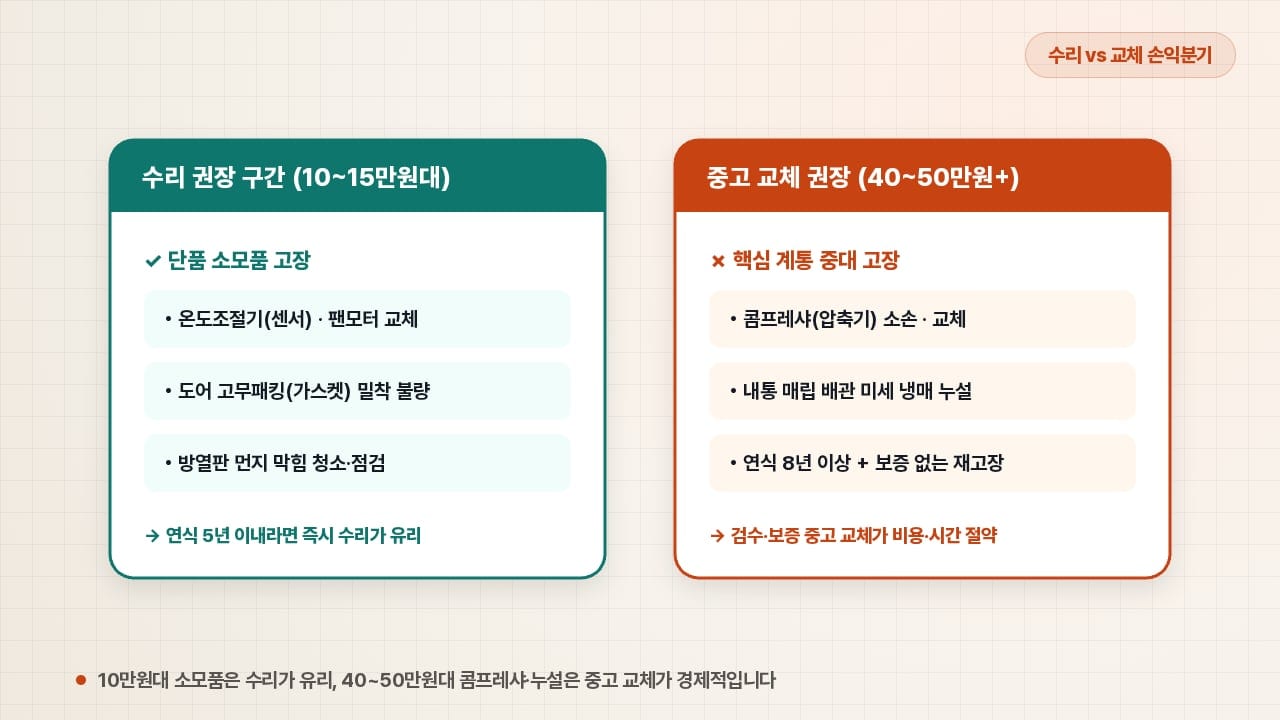 수리 vs 교체 손익분기
수리 권장 구간 (10~15만원대)
✓ 단품 소모품 고장
• 온도조절기(센서) · 팬모터 교체
• 도어 고무패킹(가스켓) 밀착 불량
• 방열판 먼지 막힘 청소·점검
→ 연식 5년 이내라면 즉시 수리가 유리
중고 교체 권장 (40~50만원+)
× 핵심 계통 중대 고장
• 콤프레샤(압축기) 소손 · 교체
• 내통 매립 배관 미세 냉매 누설
• 연식 8년 이상 + 보증 없는 재고장
→ 검수·보증 중고 교체가 비용·시간 절약
• 10만원대 소모품은 수리가 유리, 40~50만원대 콤프레샤·누설은 중고 교체가 경제적입니다